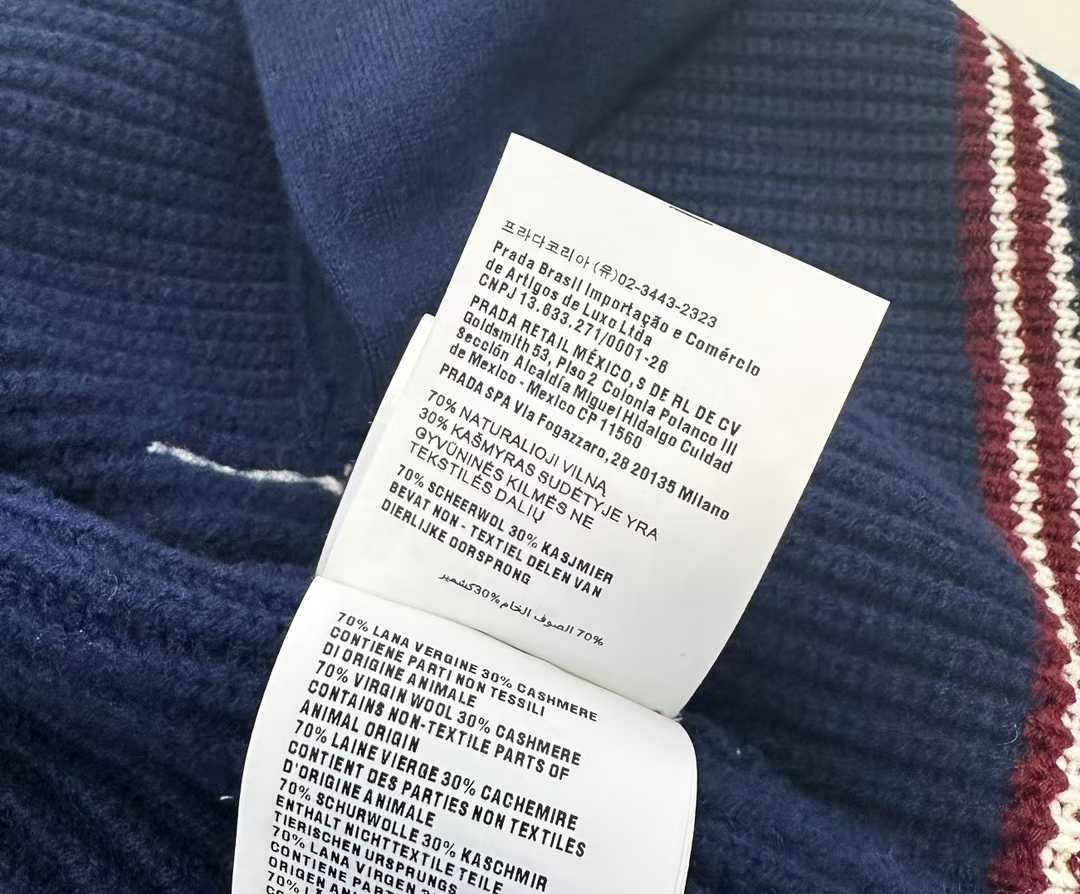 프라다코리아 (유)02-3443-2323
Prada Brasil Importação e Comércio
de Artigos de Luxo Ltda
CNPJ 13.633.271/0001-26
PRADA RETAIL MÉXICO, S DE RL DE CV
Goldsmith 53, Piso 2 Colonia Polanco III
Sección Alcaldía Miguel Hidalgo Cuidad
de Mexico - Mexico CP 11560
PRADA SPA Via Fogazzaro, 28 20135 Milano
70% NATURALIOJI VILNĄ
30% KAŠMYRAS SUDĖTYJE YRA
GYVŪNINĖS KILMĖS NE
TEKSTILĖS DALIŲ
70% SCHEERWOL 30% KASJMIER
BEVAT NON - TEXTIEL DELEN VAN
DIERLIJKE OORSPRONG
70% الصوف الخام 30% كشمير
70% LANA VERGINE 30% CASHMERE
CONTIENE PARTI NON TESSILI
DI ORIGINE ANIMALE
70% VIRGIN WOOL 30% CASHMERE
CONTAINS NON-TEXTILE PARTS OF
ANIMAL ORIGIN
70% LAINE VIERGE 30% CACHEMIRE
CONTIENT DES PARTIES NON TEXTILES
D'ORIGINE ANIMALE
70% SCHURWOLLE 30% KASCHMIR
ENTHALT NICHTTEXTILE TEILE
TIERISCHEN URSPRUNGS
70% LANA VIRGEN
CONTIENE
ORIGEN
70%